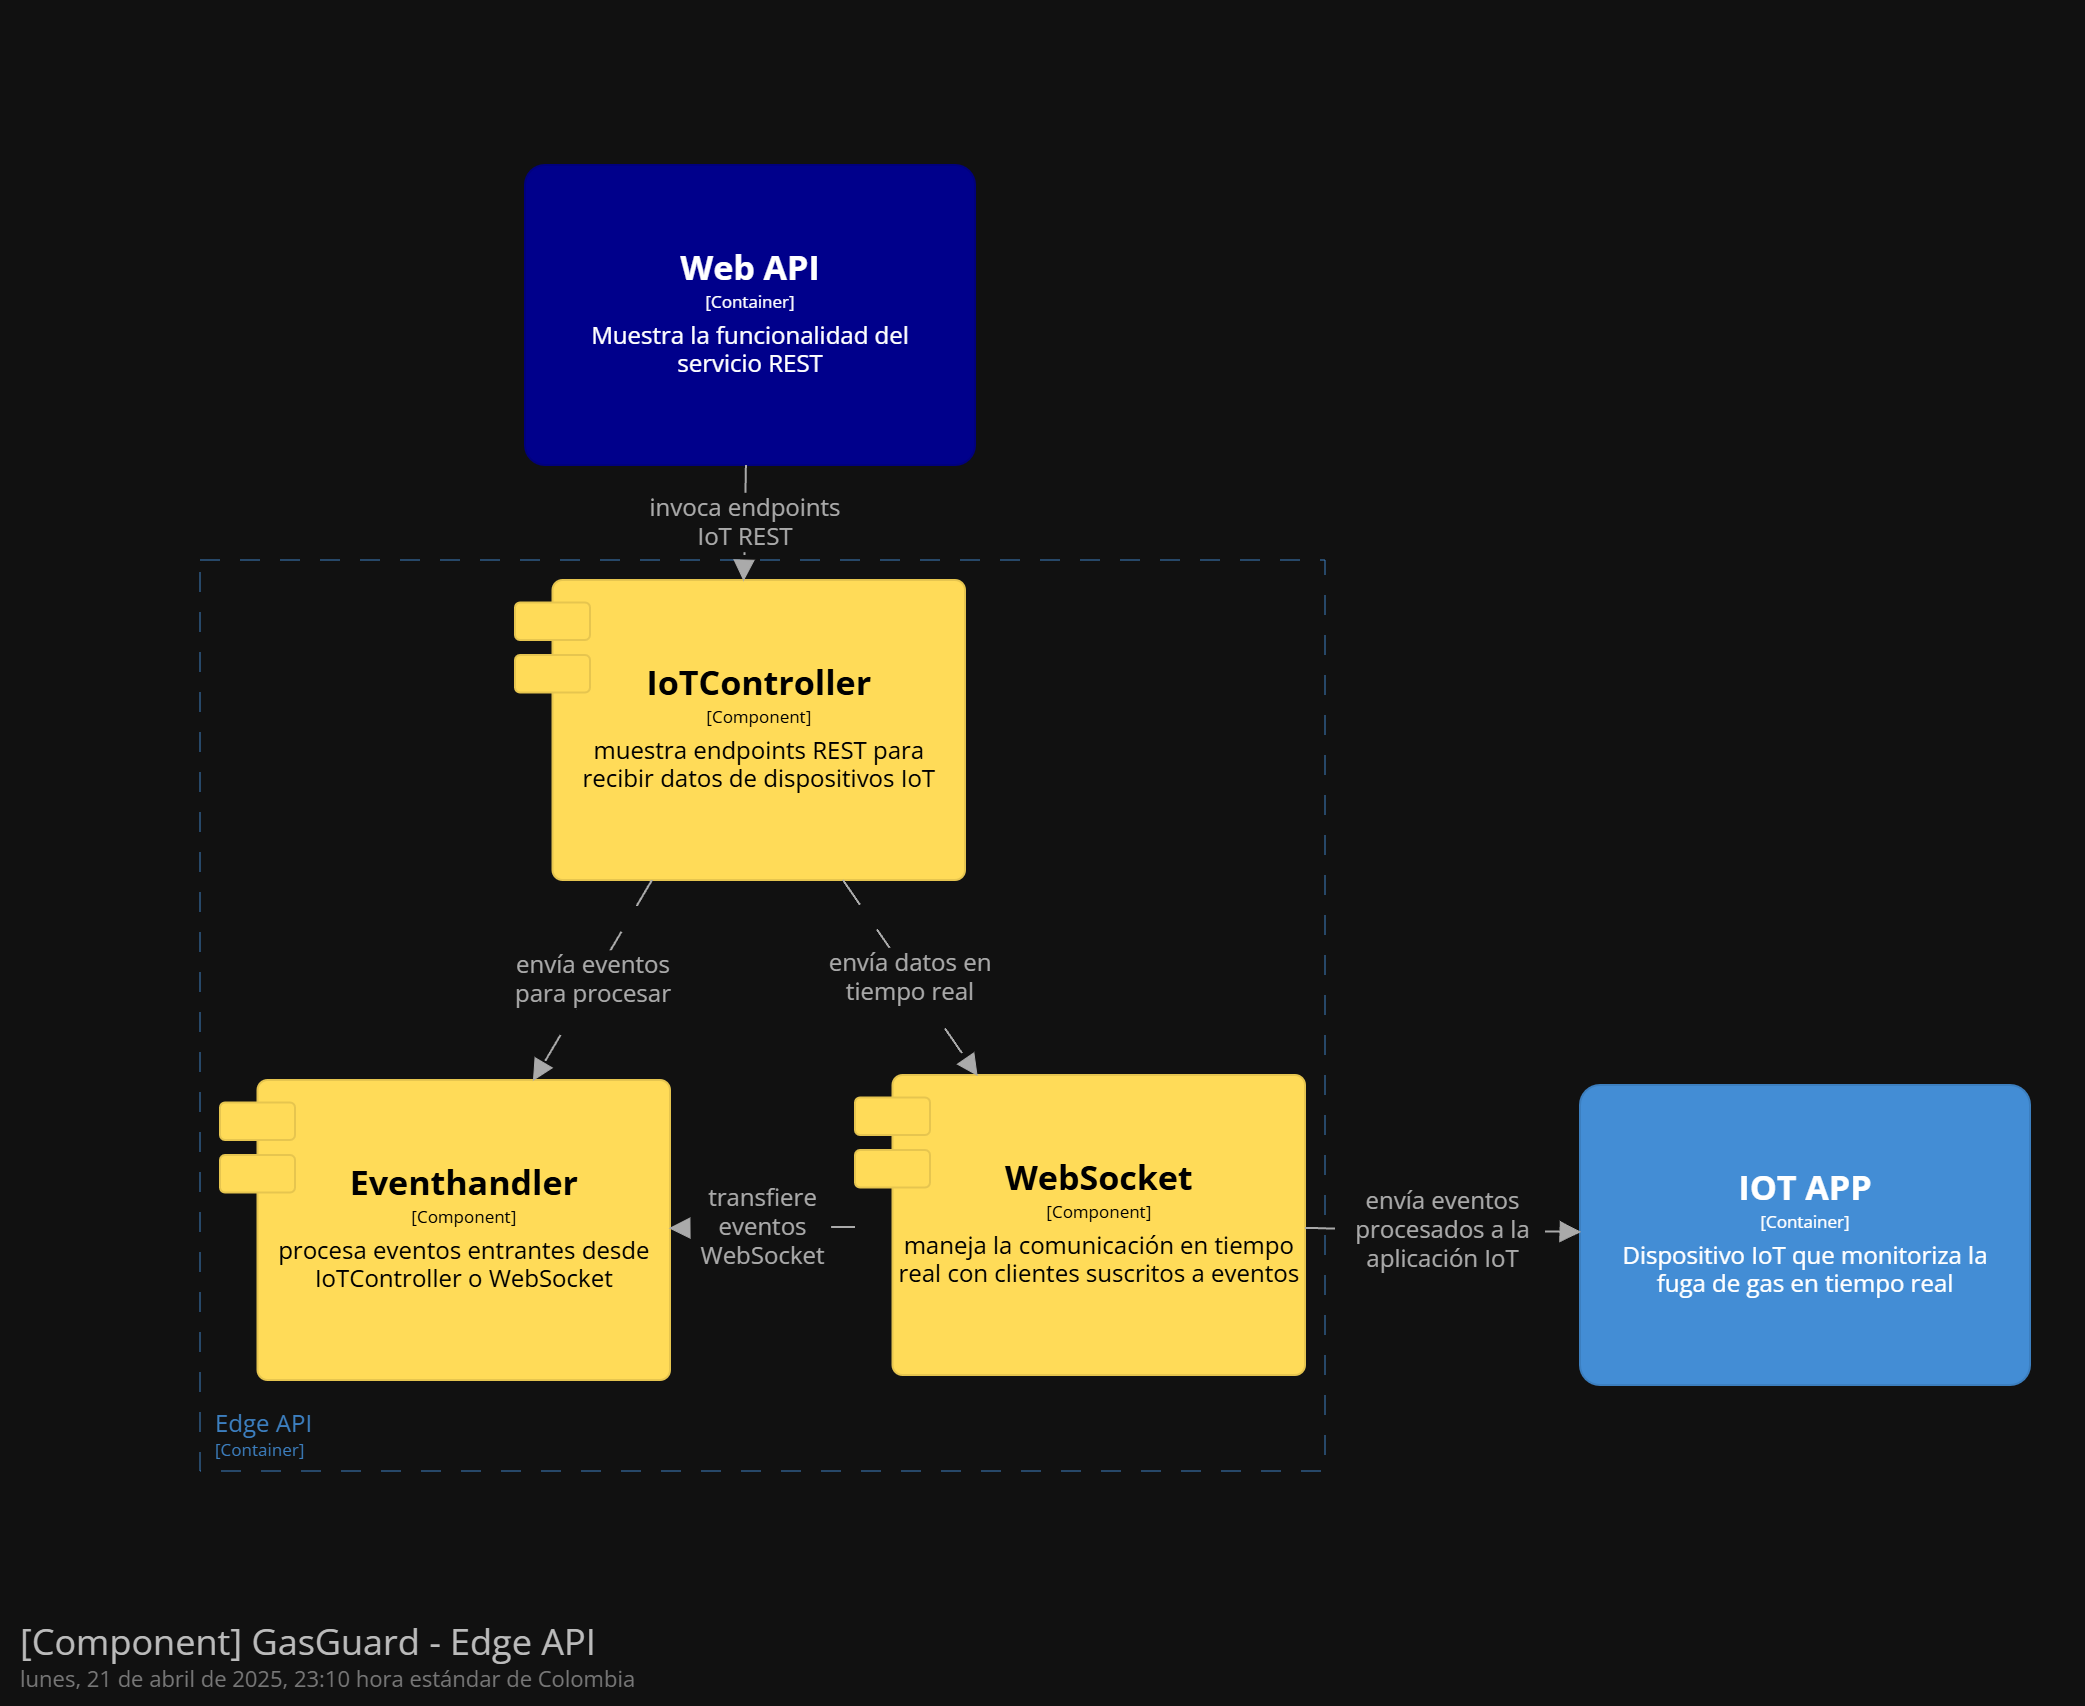 Web API
[Container]
Muestra la funcionalidad del
servicio REST
invoca endpoints
IoT REST
IoTController
[Component]
muestra endpoints REST para
recibir datos de dispositivos IoT
envía eventos
para procesar
envía datos en
tiempo real
Eventhandler
[Component]
procesa eventos entrantes desde
IoTController o WebSocket
transfiere
eventos
WebSocket
WebSocket
[Component]
maneja la comunicación en tiempo
real con clientes suscritos a eventos
envía eventos
procesados a la
aplicación IoT
IOT APP
[Container]
Dispositivo IoT que monitoriza la
fuga de gas en tiempo real
Edge API
[Container]
[Component] GasGuard - Edge API
lunes, 21 de abril de 2025, 23:10 hora estándar de Colombia